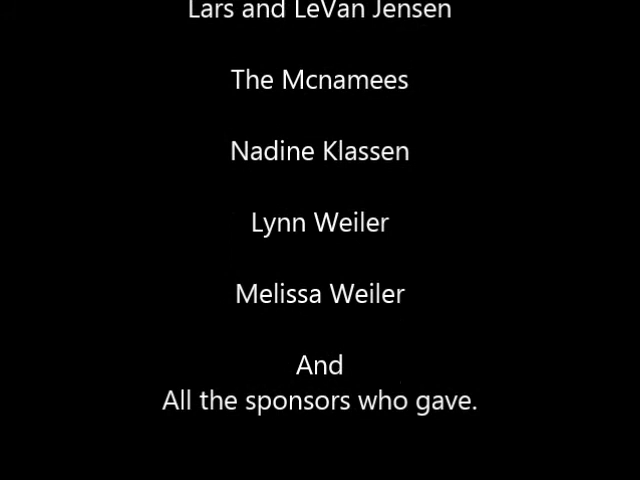 Lars and LeVan Jensen
The Mcnamees
Nadine Klassen
Lynn Weiler
Melissa Weiler
And
All the sponsors who gave.